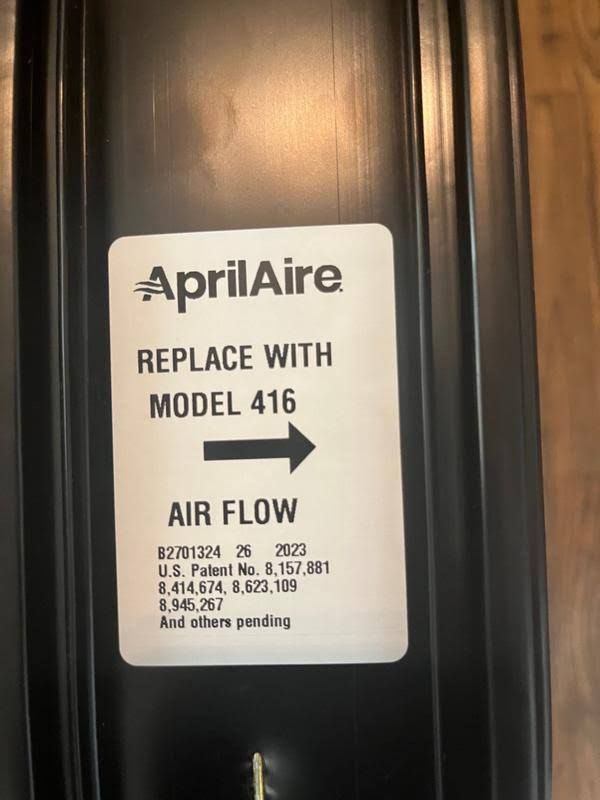 AprilAire
REPLACE WITH
MODEL 416
AIR FLOW
B2701324 26 2023
U.S. Patent No. 8,157,881
8,414,674, 8,623,109
8,945,267
And others pending